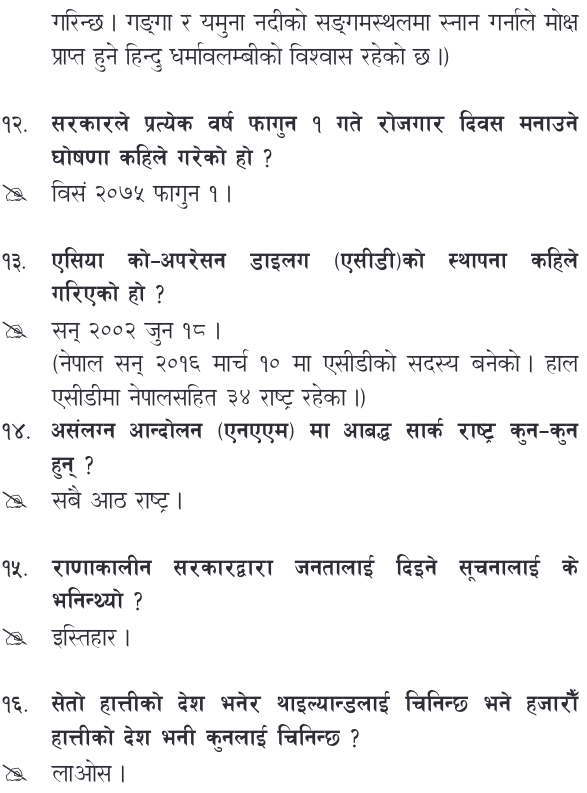 गरिन्छ । गङ्गा र यमुना नदीको सङ्गमस्थलमा स्नान गर्नाले मोक्ष
प्राप्त हुने हिन्दु धर्मावलम्बीको विश्वास रहेको छ ।)
१२. सरकारले प्रत्येक वर्ष फागुन १ गते रोजगार दिवस मनाउने
घोषणा कहिले गरेको हो ?
विसं २०७५ फागुन १ ।
१३. एसिया को-अपरेसन डाइलग (एसीडी)को स्थापना कहिले
गरिएको हो ?
सन् २००२ जुन १८ ।
(नेपाल सन् २०१६ मार्च १० मा एसीडीको सदस्य बनेको । हाल
एसीडीमा नेपालसहित ३४ राष्ट्र रहेका ।)
१४. असंलग्न आन्दोलन (एनएएम) मा आबद्ध सार्क राष्ट्र कुन-कुन
हुन् ?
सबै आठ राष्ट्र ।
१५. राणाकालीन सरकारद्वारा जनतालाई दिइने सूचनालाई के
भनिन्थ्यो ?
इस्तिहार ।
१६. सेतो हात्तीको देश भनेर थाइल्यान्डलाई चिनिन्छ भने हजारौँ
हात्तीको देश भनी कुनलाई चिनिन्छ ?
लाओस ।